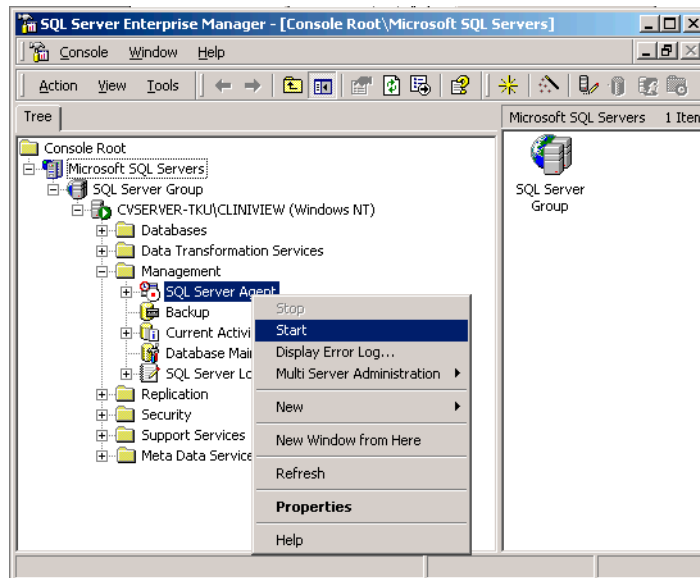 SQL Server Enterprise Manager - [Console Root\Microsoft SQL Servers]
Console Window Help
Action View Tools
Tree
Microsoft SQL Servers 1 Iten
Console Root
Microsoft SQL Servers
SQL Server Group
CVSERVER-TKU\CLINIVIEW (Windows NT)
Databases
Data Transformation Services
Management
SQL Server Agent
Backup
Current Activi
Database Mai
SQL Server Lo
Replication
Security
Support Services
Meta Data Service
Stop
Start
Display Error Log...
Multi Server Administration
New
New Window from Here
Refresh
Properties
Help
SQL Server
Group